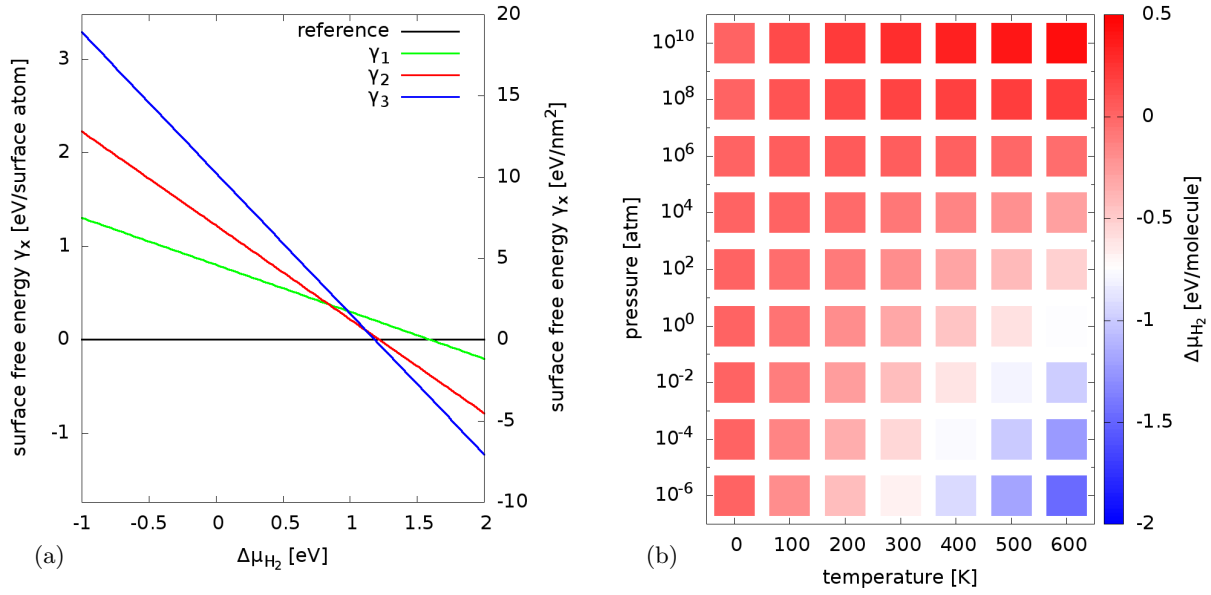 20
0.5
reference
γ₁
γ₂
γ₃
3
2
1
0
-1
15
10
5
0
-5
-10
surface free energy γₓ [eV/surface atom]
surface free energy γₓ [eV/nm²]
-1 -0.5 0 0.5 1 1.5 2
(a)
Δμ_H₂ [eV]
10¹⁰
10⁸
10⁶
10⁴
10²
10⁰
10⁻²
10⁻⁴
10⁻⁶
pressure [atm]
0 100 200 300 400 500 600
(b)
temperature [K]
0
-0.5
-1
-1.5
-2
Δμ_H₂ [eV/molecule]